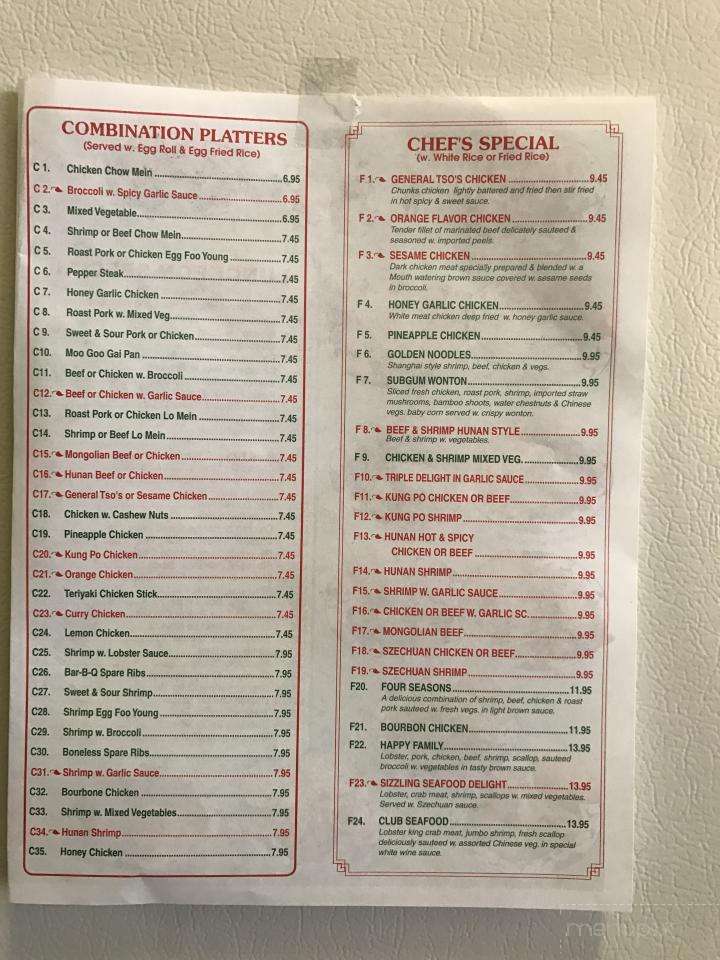 COMBINATION PLATTERS
(Served w. Egg Roll & Egg Fried Rice)
C 1. Chicken Chow Mein 6.95
C 2. Broccoli w. Spicy Garlic Sauce 6.95
C 3. Mixed Vegetable 6.95
C 4. Shrimp or Beef Chow Mein 7.45
C 5. Roast Pork or Chicken Egg Foo Young 7.45
C 6. Pepper Steak 7.45
C 7. Honey Garlic Chicken 7.45
C 8. Roast Pork w. Mixed Veg. 7.45
C 9. Sweet & Sour Pork or Chicken 7.45
C10. Moo Goo Gai Pan 7.45
C11. Beef or Chicken w. Broccoli 7.45
C12. Beef or Chicken w. Garlic Sauce 7.45
C13. Roast Pork or Chicken Lo Mein 7.45
C14. Shrimp or Beef Lo Mein 7.45
C15. Mongolian Beef or Chicken 7.45
C16. Hunan Beef or Chicken 7.45
C17. General Tso's or Sesame Chicken 7.45
C18. Chicken w. Cashew Nuts 7.45
C19. Pineapple Chicken 7.45
C20. Kung Po Chicken 7.45
C21. Orange Chicken 7.45
C22. Teriyaki Chicken Stick 7.45
C23. Curry Chicken 7.45
C24. Lemon Chicken 7.45
C25. Shrimp w. Lobster Sauce 7.95
C26. Bar-B-Q Spare Ribs 7.95
C27. Sweet & Sour Shrimp 7.95
C28. Shrimp Egg Foo Young 7.95
C29. Shrimp w. Broccoli 7.95
C30. Boneless Spare Ribs 7.95
C31. Shrimp w. Garlic Sauce 7.95
C32. Bourbone Chicken 7.95
C33. Shrimp w. Mixed Vegetables 7.95
C34. Hunan Shrimp 7.95
C35. Honey Chicken 7.95
CHEF'S SPECIAL
(w. White Rice or Fried Rice)
F 1. GENERAL TSO'S CHICKEN 9.45
Chunks chicken lightly battered and fried then stir fried
in hot spicy & sweet sauce.
F 2. ORANGE FLAVOR CHICKEN 9.45
Tender fillet of marinated beef delicately sauteed &
seasoned w. imported peels.
F 3. SESAME CHICKEN 9.45
Dark chicken meat specially prepared & blended w. a
Mouth watering brown sauce covered w. sesame seeds
in broccoli.
F 4. HONEY GARLIC CHICKEN 9.45
White meat chicken deep fried w. honey garlic sauce.
F 5. PINEAPPLE CHICKEN 9.45
F 6. GOLDEN NOODLES 9.95
Shanghai style shrimp, beef, chicken & vegs.
F 7. SUBGUM WONTON 9.95
Sliced fresh chicken, roast pork, shrimp, imported straw
mushrooms, bamboo shoots, water chestnuts & Chinese
vegs. baby corn served w. crispy wonton.
F 8. BEEF & SHRIMP HUNAN STYLE 9.95
Beef & shrimp w. vegetables.
F 9. CHICKEN & SHRIMP MIXED VEG. 9.95
F10. TRIPLE DELIGHT IN GARLIC SAUCE 9.95
F11. KUNG PO CHICKEN OR BEEF 9.95
F12. KUNG PO SHRIMP 9.95
F13. HUNAN HOT & SPICY
CHICKEN OR BEEF 9.95
F14. HUNAN SHRIMP 9.95
F15. SHRIMP W. GARLIC SAUCE 9.95
F16. CHICKEN OR BEEF W. GARLIC SC. 9.95
F17. MONGOLIAN BEEF 9.95
F18. SZECHUAN CHICKEN OR BEEF 9.95
F19. SZECHUAN SHRIMP 9.95
F20. FOUR SEASONS 11.95
A delicious combination of shrimp, beef, chicken & roast
pork sauteed w. fresh vegs. in light brown sauce.
F21. BOURBON CHICKEN 11.95
F22. HAPPY FAMILY 13.95
Lobster, pork, chicken, beef, shrimp, scallop, sauteed
broccoli w. vegetables in tasty brown sauce.
F23. SIZZLING SEAFOOD DELIGHT 13.95
Lobster, crab meat, shrimp, scallops w. mixed vegetables.
Served w. Szechuan sauce.
F24. CLUB SEAFOOD 13.95
Lobster king crab meat, jumbo shrimp, fresh scallop
deliciously sauteed w. assorted Chinese veg. in special
white wine sauce.